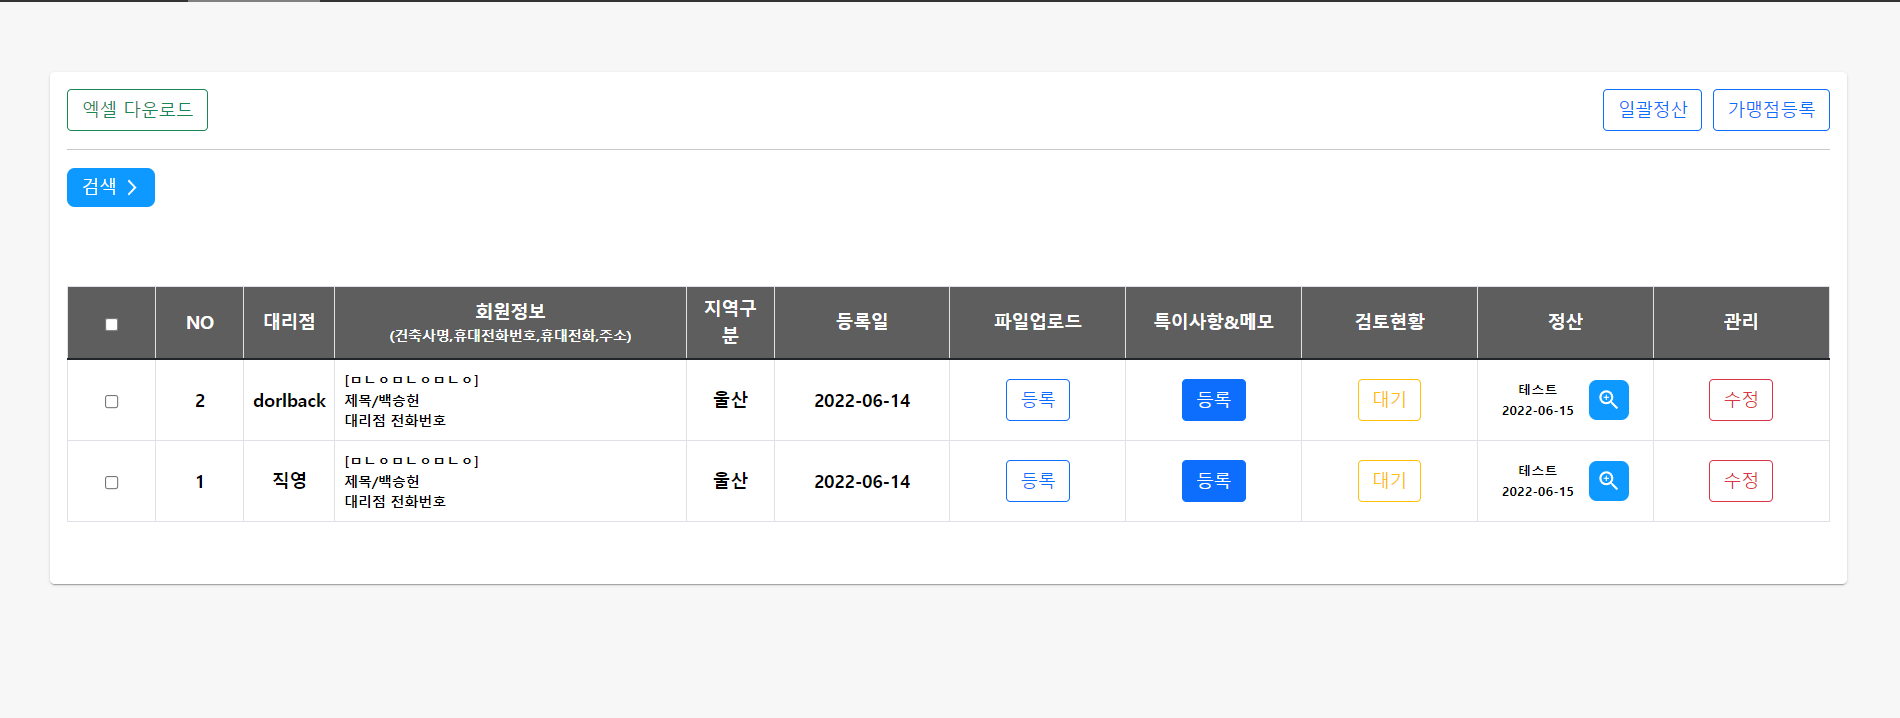 엑셀 다운로드
일괄정산 가맹점등록
검색
NO 대리점 회원정보 지역구분 등록일 파일업로드 특이사항&메모 검토현황 정산 관리
(건축사명,휴대전화번호,휴대전화,주소)
2 dorlback
[ㅁㄴㅇㅁㄴㅇㅁㄴㅇ]
제목/백승헌
대리점 전화번호
울산 2022-06-14 등록 등록 대기
테스트
2022-06-15
수정
1 직영
[ㅁㄴㅇㅁㄴㅇㅁㄴㅇ]
제목/백승헌
대리점 전화번호
울산 2022-06-14 등록 등록 대기
테스트
2022-06-15
수정